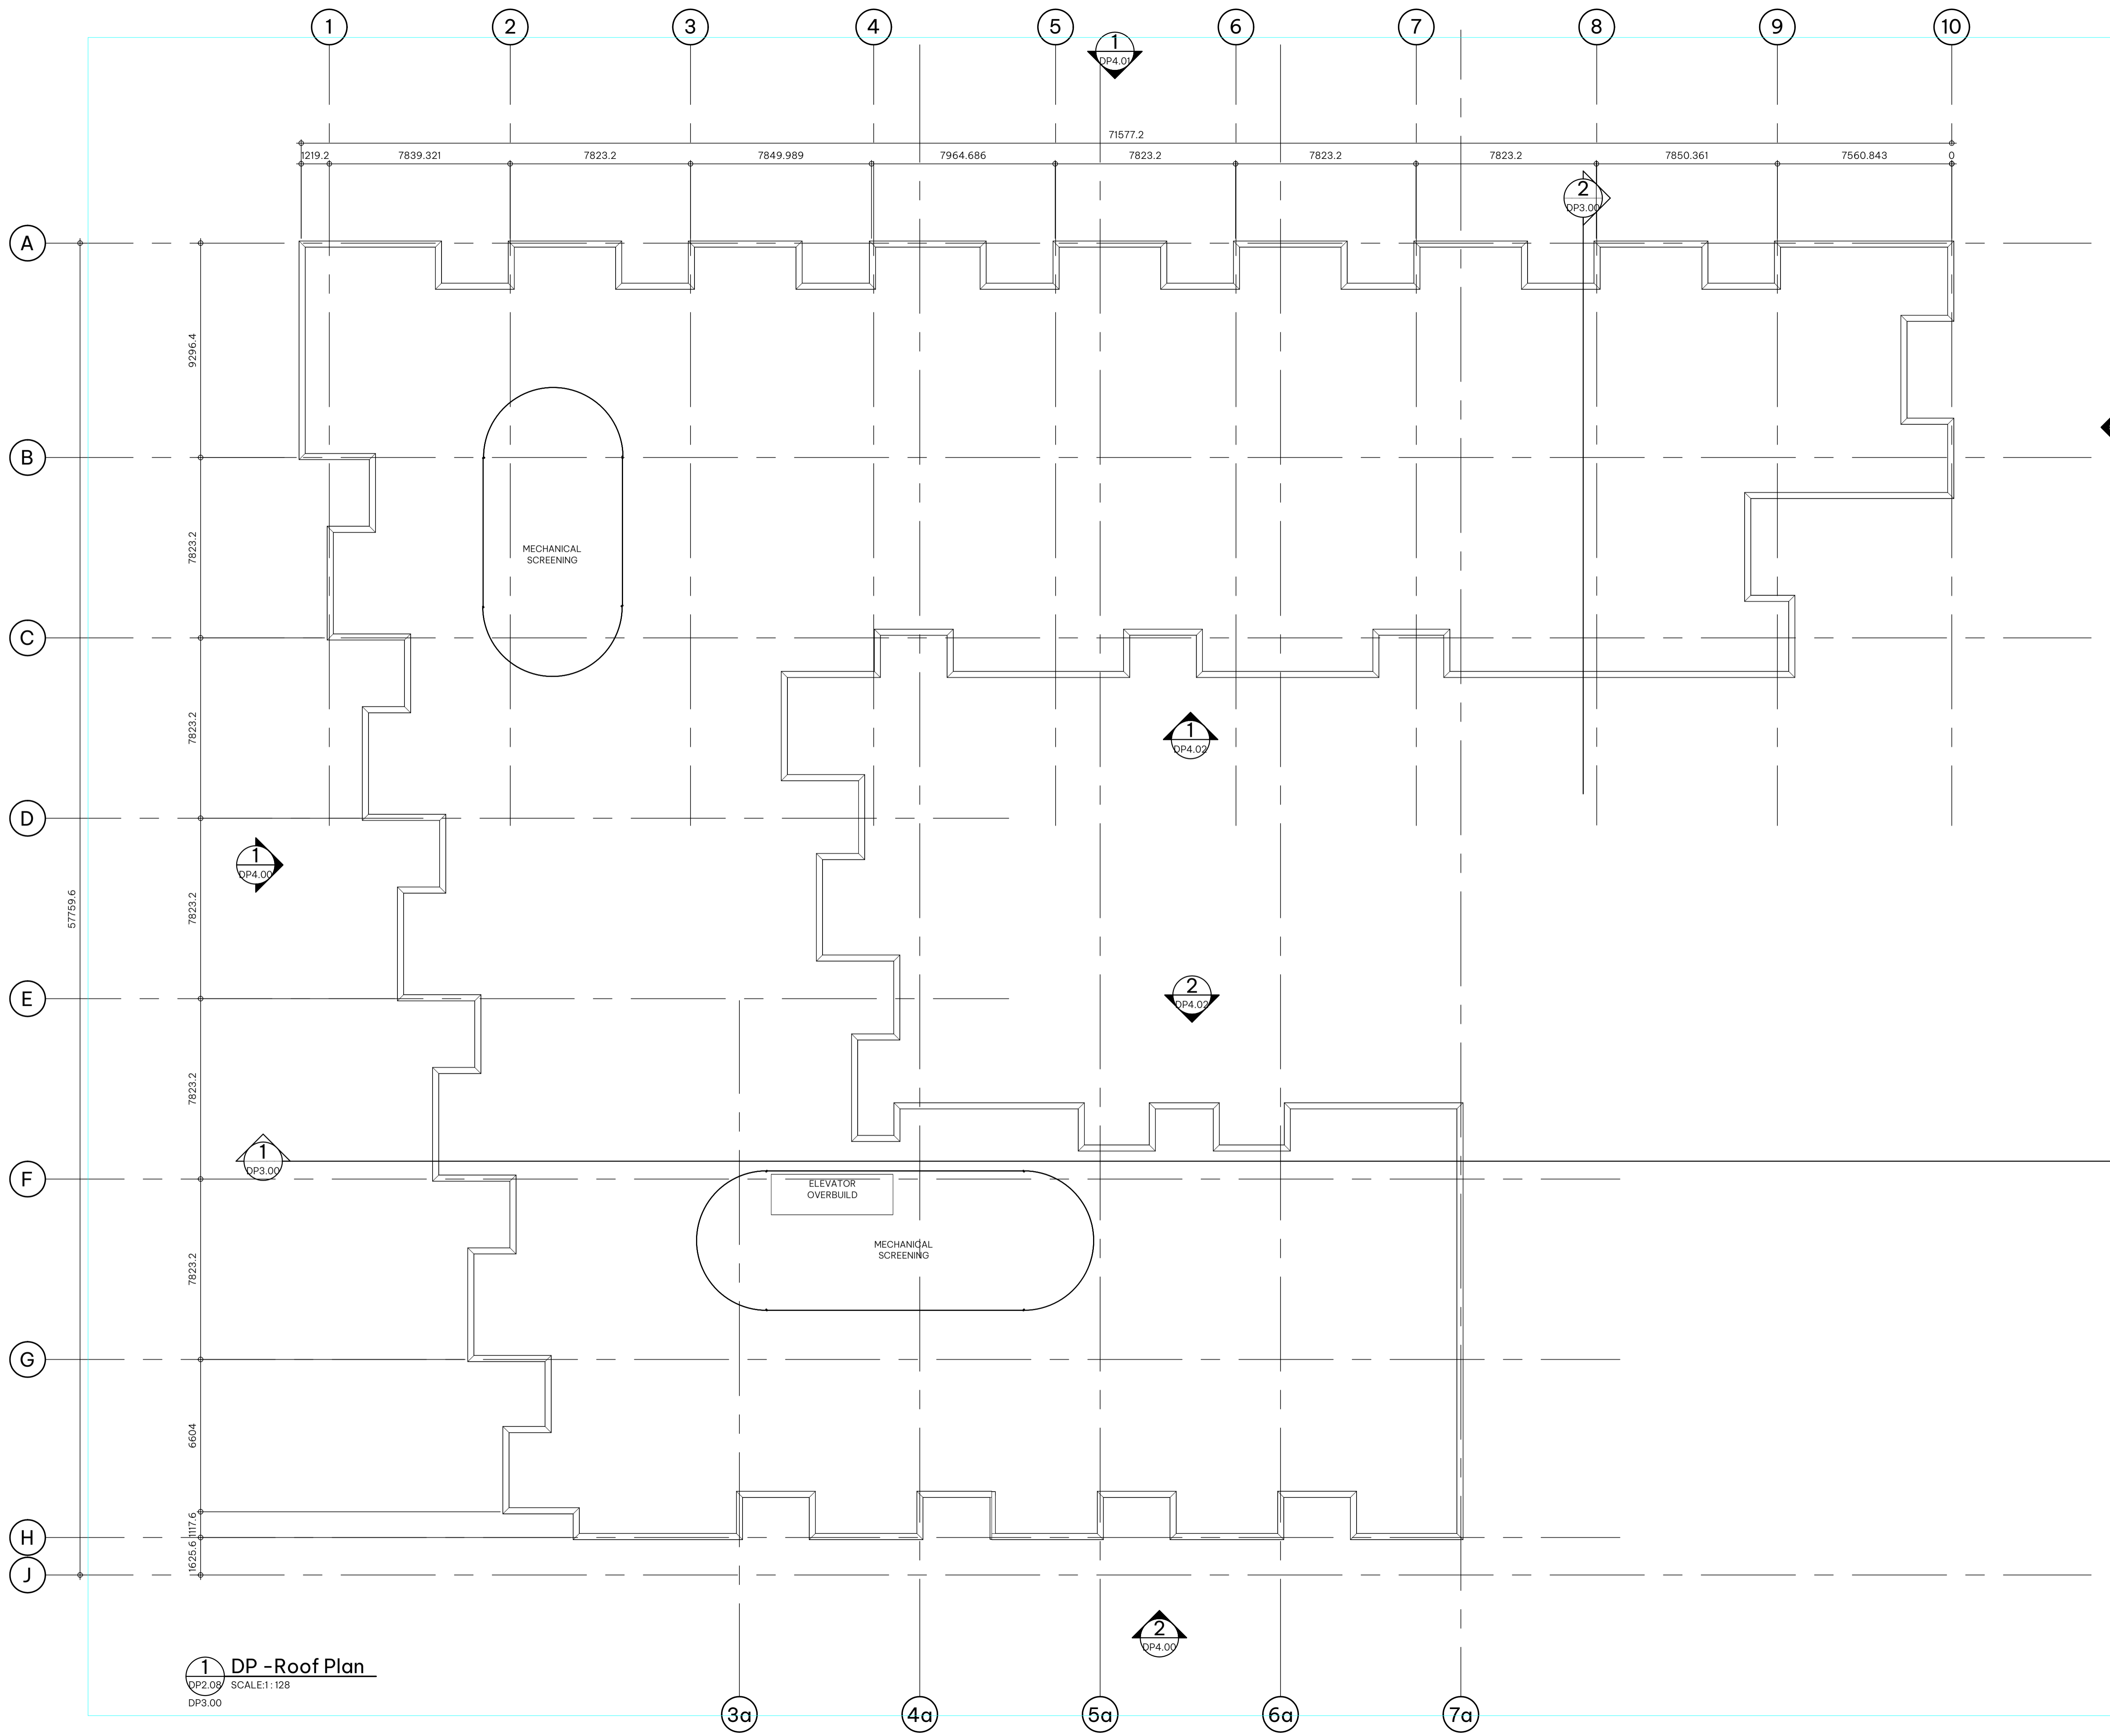 1 2 3 4 5 6 7 8 9 10
1
DP4.01
71577.2
1219.2 7839.321 7823.2 7849.989 7964.686 7823.2 7823.2 7823.2 7850.361 7560.843 0
2
DP3.00
A
9296.4
B
MECHANICAL
SCREENING
7823.2
C
7823.2
1
DP4.02
D
1
DP4.00
57759.6
7823.2
E
2
DP4.02
7823.2
1
DP3.00
F
ELEVATOR
OVERBUILD
MECHANICAL
SCREENING
7823.2
G
6604
1117.6
H
1625.6
J
2
DP4.00
1
DP2.08
DP -Roof Plan
SCALE:1 : 128
DP3.00
3a 4a 5a 6a 7a